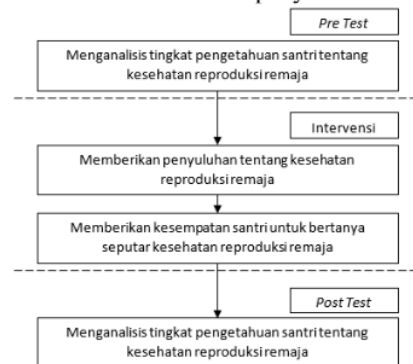 Pre Test
Menganalisis tingkat pengetahuan santri tentang
kesehatan reproduksi remaja
Intervensi
Memberikan penyuluhan tentang kesehatan
reproduksi remaja
Memberikan kesempatan santri untuk bertanya
seputar kesehatan reproduksi remaja
Post Test
Menganalisis tingkat pengetahuan santri tentang
kesehatan reproduksi remaja